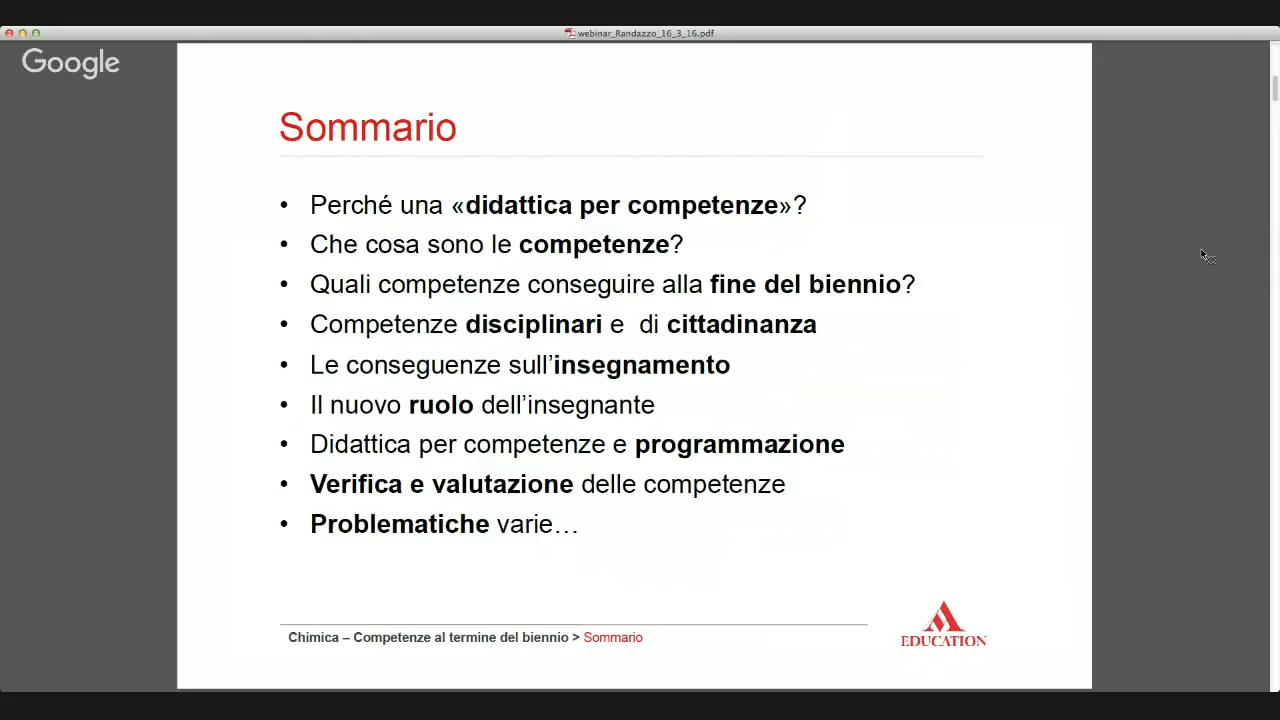 webinar_Randazzo_16_3_16.pdf
Google
Sommario
• Perché una «didattica per competenze»?
• Che cosa sono le competenze?
• Quali competenze conseguire alla fine del biennio?
• Competenze disciplinari e  di cittadinanza
• Le conseguenze sull’insegnamento
• Il nuovo ruolo dell’insegnante
• Didattica per competenze e programmazione
• Verifica e valutazione delle competenze
• Problematiche varie…
Chimica – Competenze al termine del biennio > Sommario
EDUCATION